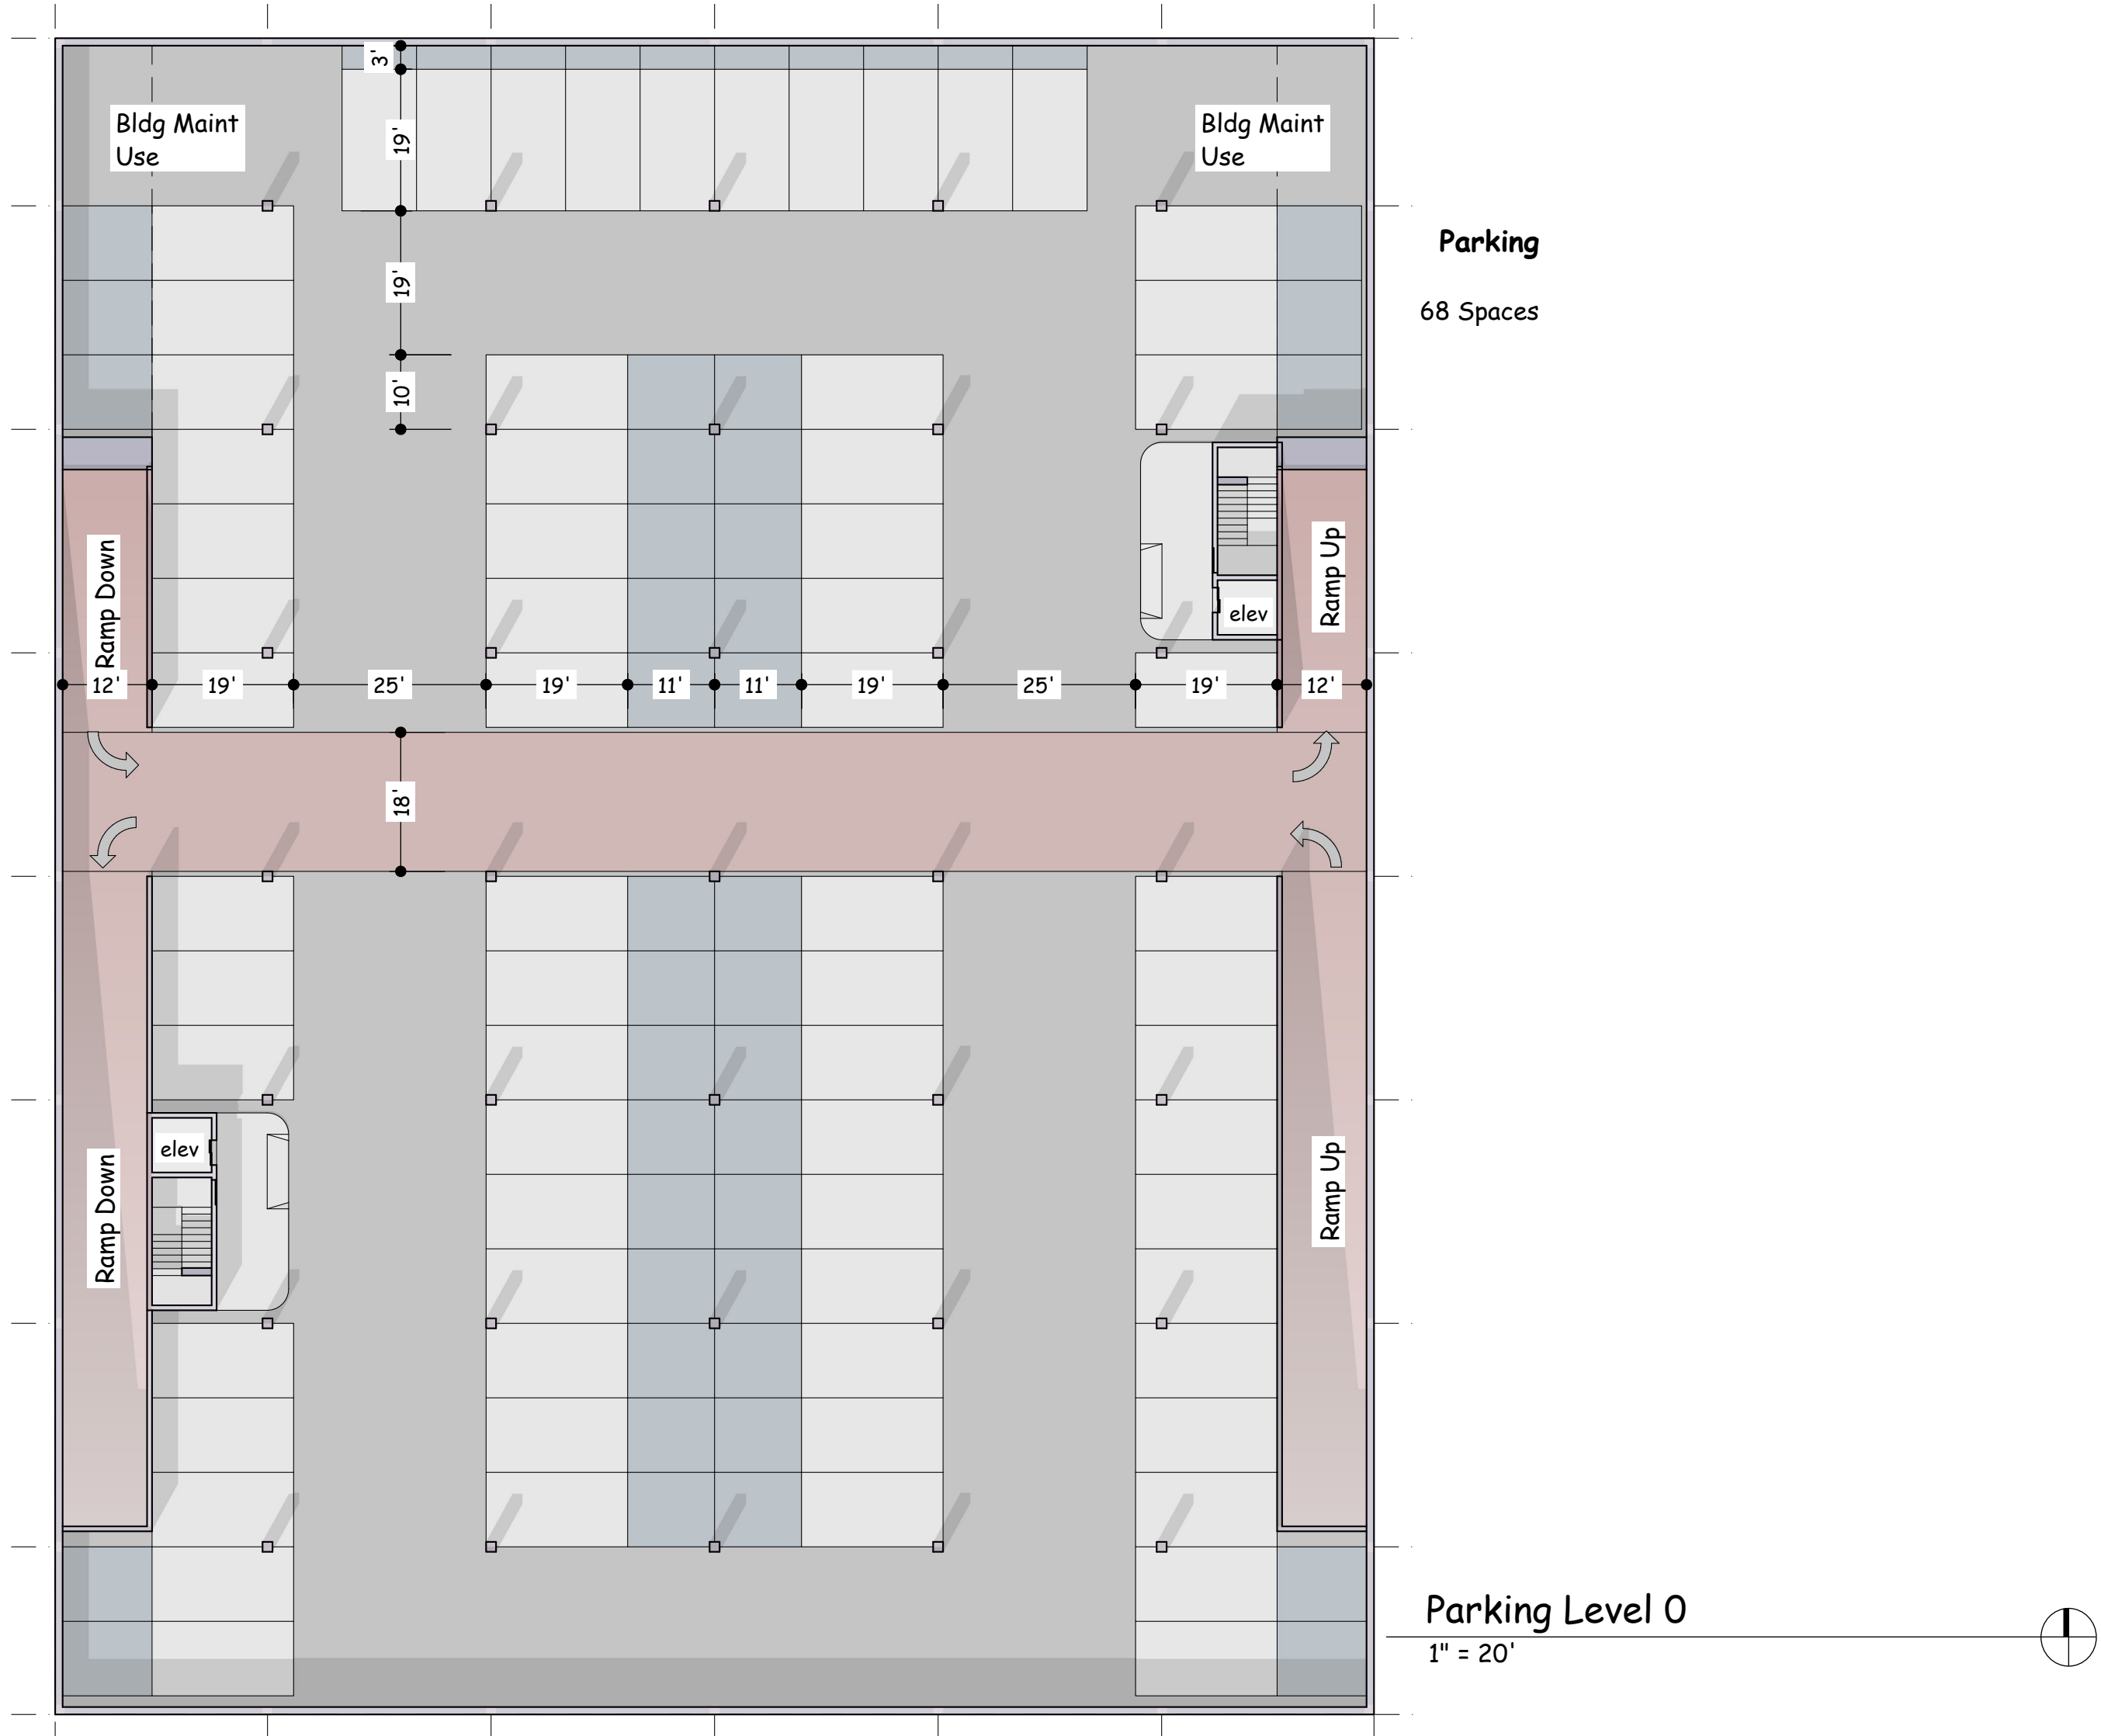 3'
Bldg Maint
Use
19'
Bldg Maint
Use
Parking
19'
68 Spaces
10'
Ramp Down
Ramp Up
elev
12'
19'
25'
19'
11'
11'
19'
25'
19'
12'
18'
elev
Ramp Down
Ramp Up
Parking Level 0
1" = 20'